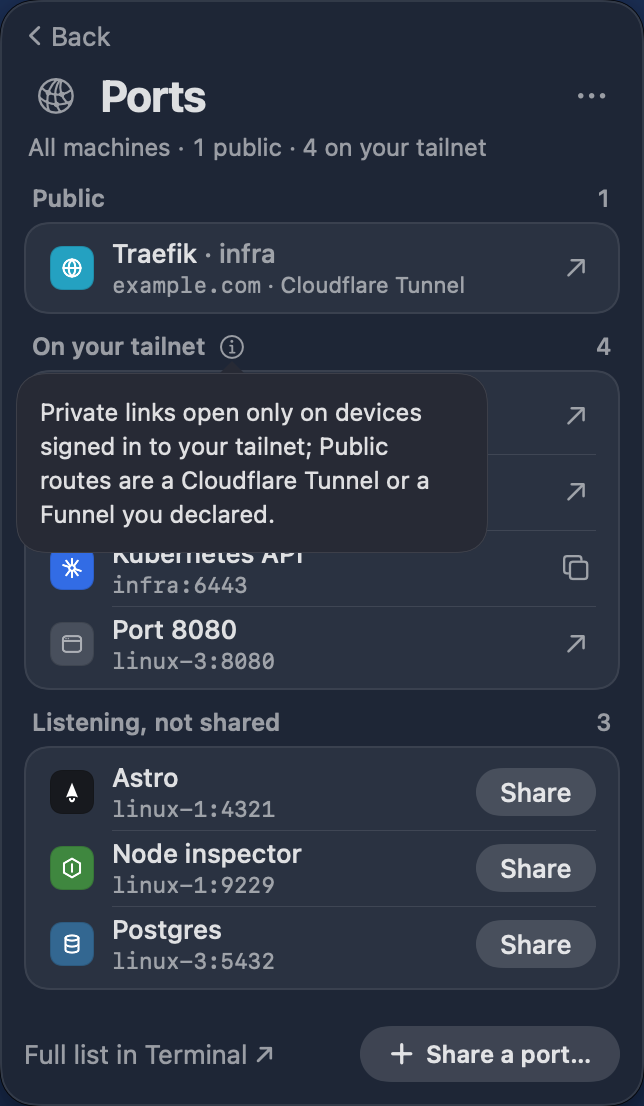 Back
Ports
All machines · 1 public · 4 on your tailnet
Public 1
Traefik · infra
example.com · Cloudflare Tunnel
On your tailnet 4
Private links open only on devices
signed in to your tailnet; Public
routes are a Cloudflare Tunnel or a
Funnel you declared.
Kubernetes API
infra:6443
Port 8080
linux-3:8080
Listening, not shared 3
Astro
linux-1:4321
Share
Node inspector
linux-1:9229
Share
Postgres
linux-3:5432
Share
Full list in Terminal ↗
+ Share a port...